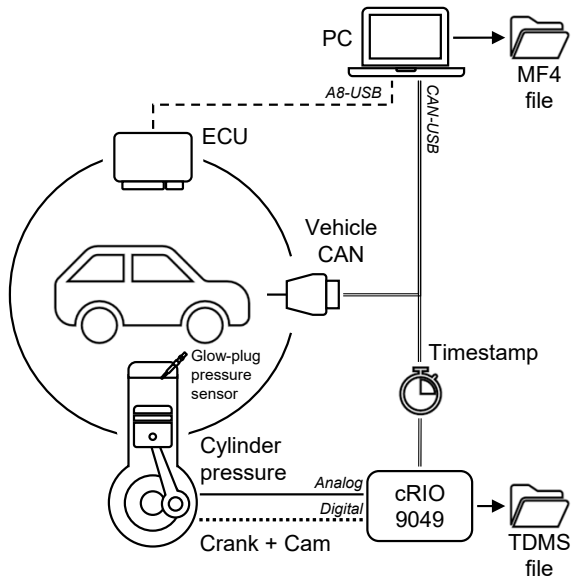 PC
MF4
file
A8-USB
CAN-USB
ECU
Vehicle
CAN
Glow-plug
pressure
sensor
Timestamp
Cylinder
pressure
Analog
Digital
Crank + Cam
cRIO
9049
TDMS
file